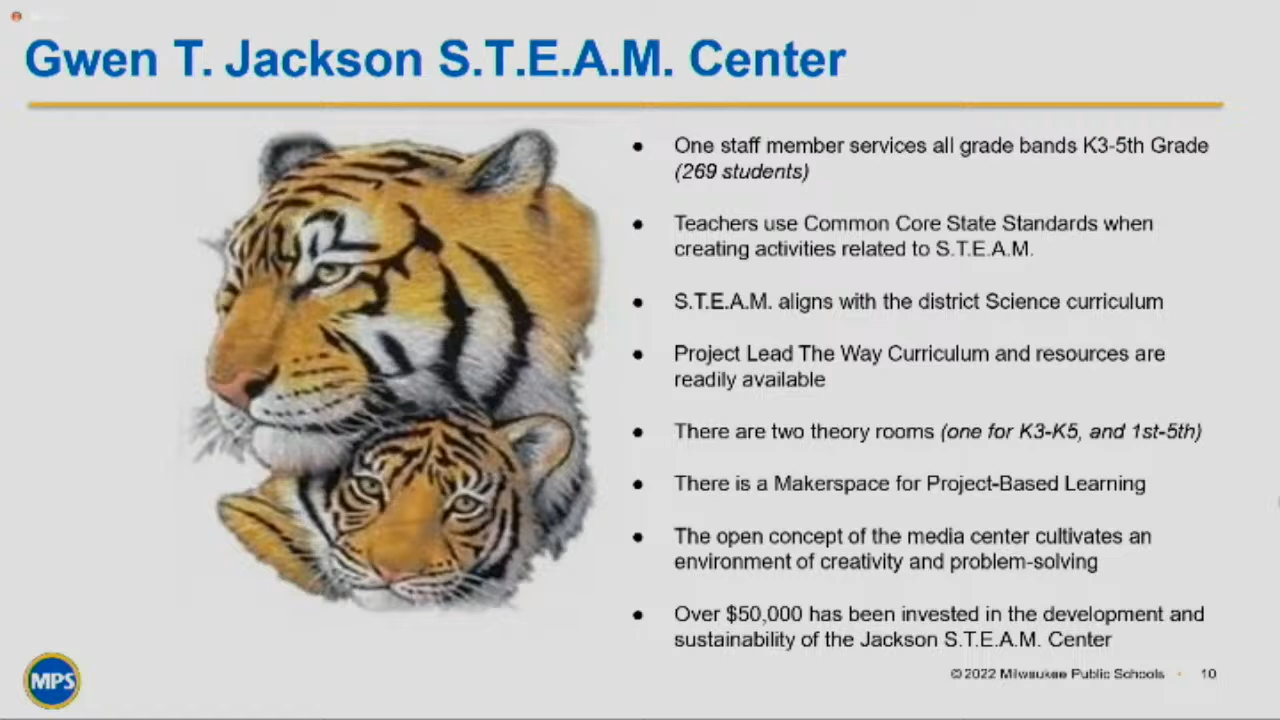 Gwen T. Jackson S.T.E.A.M. Center
● One staff member services all grade bands K3-5th Grade
(269 students)
● Teachers use Common Core State Standards when
creating activities related to S.T.E.A.M.
● S.T.E.A.M. aligns with the district Science curriculum
● Project Lead The Way Curriculum and resources are
readily available
● There are two theory rooms (one for K3-K5, and 1st-5th)
● There is a Makerspace for Project-Based Learning
● The open concept of the media center cultivates an
environment of creativity and problem-solving
● Over $50,000 has been invested in the development and
sustainability of the Jackson S.T.E.A.M. Center
MPS
© 2022 Milwaukee Public Schools • 10